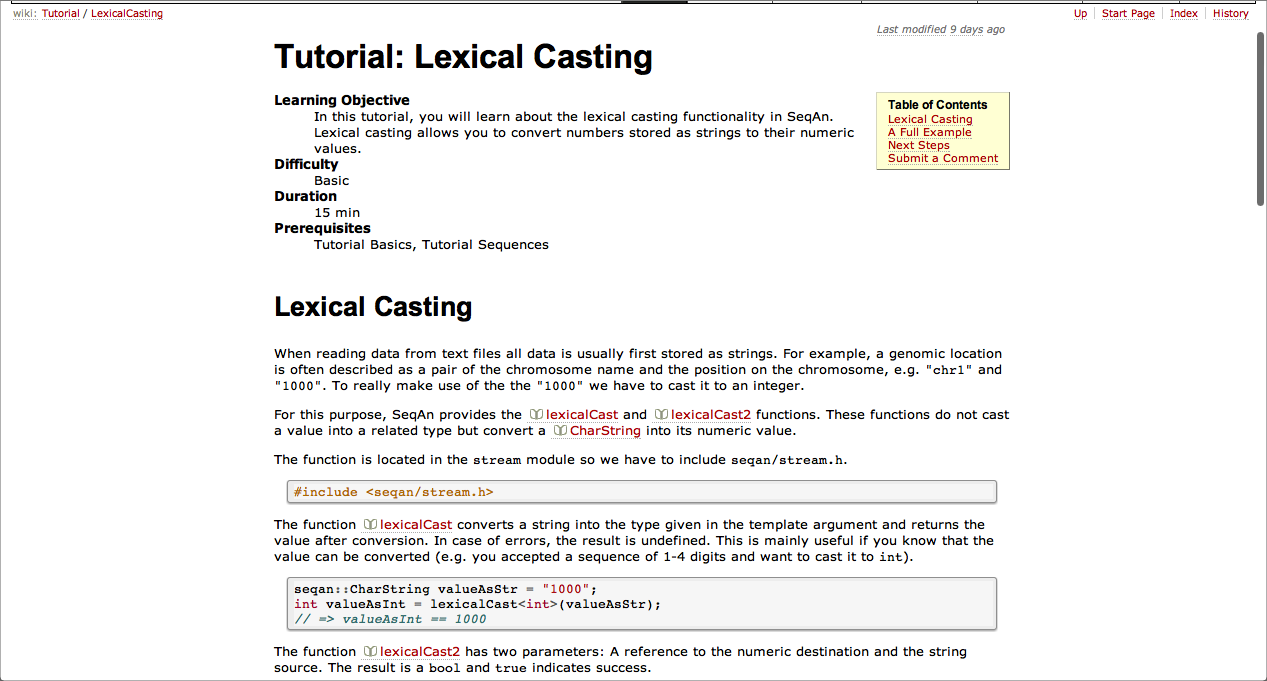 wiki: Tutorial / LexicalCasting
Up Start Page Index History
Last modified 9 days ago
Tutorial: Lexical Casting
Learning Objective
In this tutorial, you will learn about the lexical casting functionality in SeqAn.
Lexical casting allows you to convert numbers stored as strings to their numeric
values.
Difficulty
Basic
Duration
15 min
Prerequisites
Tutorial Basics, Tutorial Sequences
Table of Contents
Lexical Casting
A Full Example
Next Steps
Submit a Comment
Lexical Casting
When reading data from text files all data is usually first stored as strings. For example, a genomic location
is often described as a pair of the chromosome name and the position on the chromosome, e.g. "chr1" and
"1000". To really make use of the the "1000" we have to cast it to an integer.
For this purpose, SeqAn provides the lexicalCast and lexicalCast2 functions. These functions do not cast
a value into a related type but convert a CharString into its numeric value.
The function is located in the stream module so we have to include seqan/stream.h.
#include <seqan/stream.h>
The function lexicalCast converts a string into the type given in the template argument and returns the
value after conversion. In case of errors, the result is undefined. This is mainly useful if you know that the
value can be converted (e.g. you accepted a sequence of 1-4 digits and want to cast it to int).
seqan::CharString valueAsStr = "1000";
int valueAsInt = lexicalCast<int>(valueAsStr);
// => valueAsInt == 1000
The function lexicalCast2 has two parameters: A reference to the numeric destination and the string
source. The result is a bool and true indicates success.